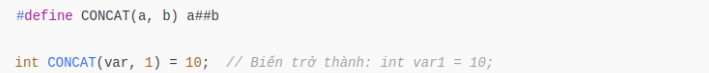 #define CONCAT(a, b) a##b
int CONCAT(var, 1) = 10;  // Biến trở thành: int var1 = 10;